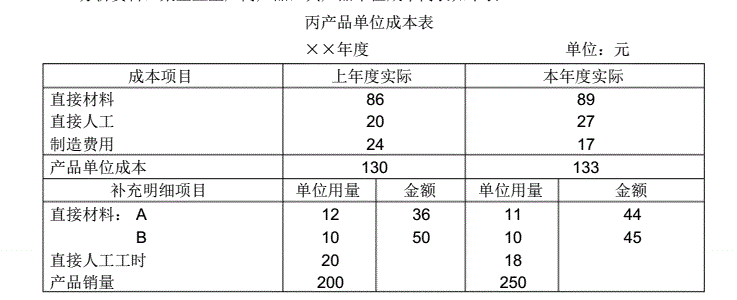 丙产品单位成本表
××年度 单位：元
成本项目 上年度实际 本年度实际
直接材料 86 89
直接人工 20 27
制造费用 24 17
产品单位成本 130 133
补充明细项目 单位用量 金额 单位用量 金额
直接材料： A 12 36 11 44
B 10 50 10 45
直接人工工时 20 18
产品销量 200 250